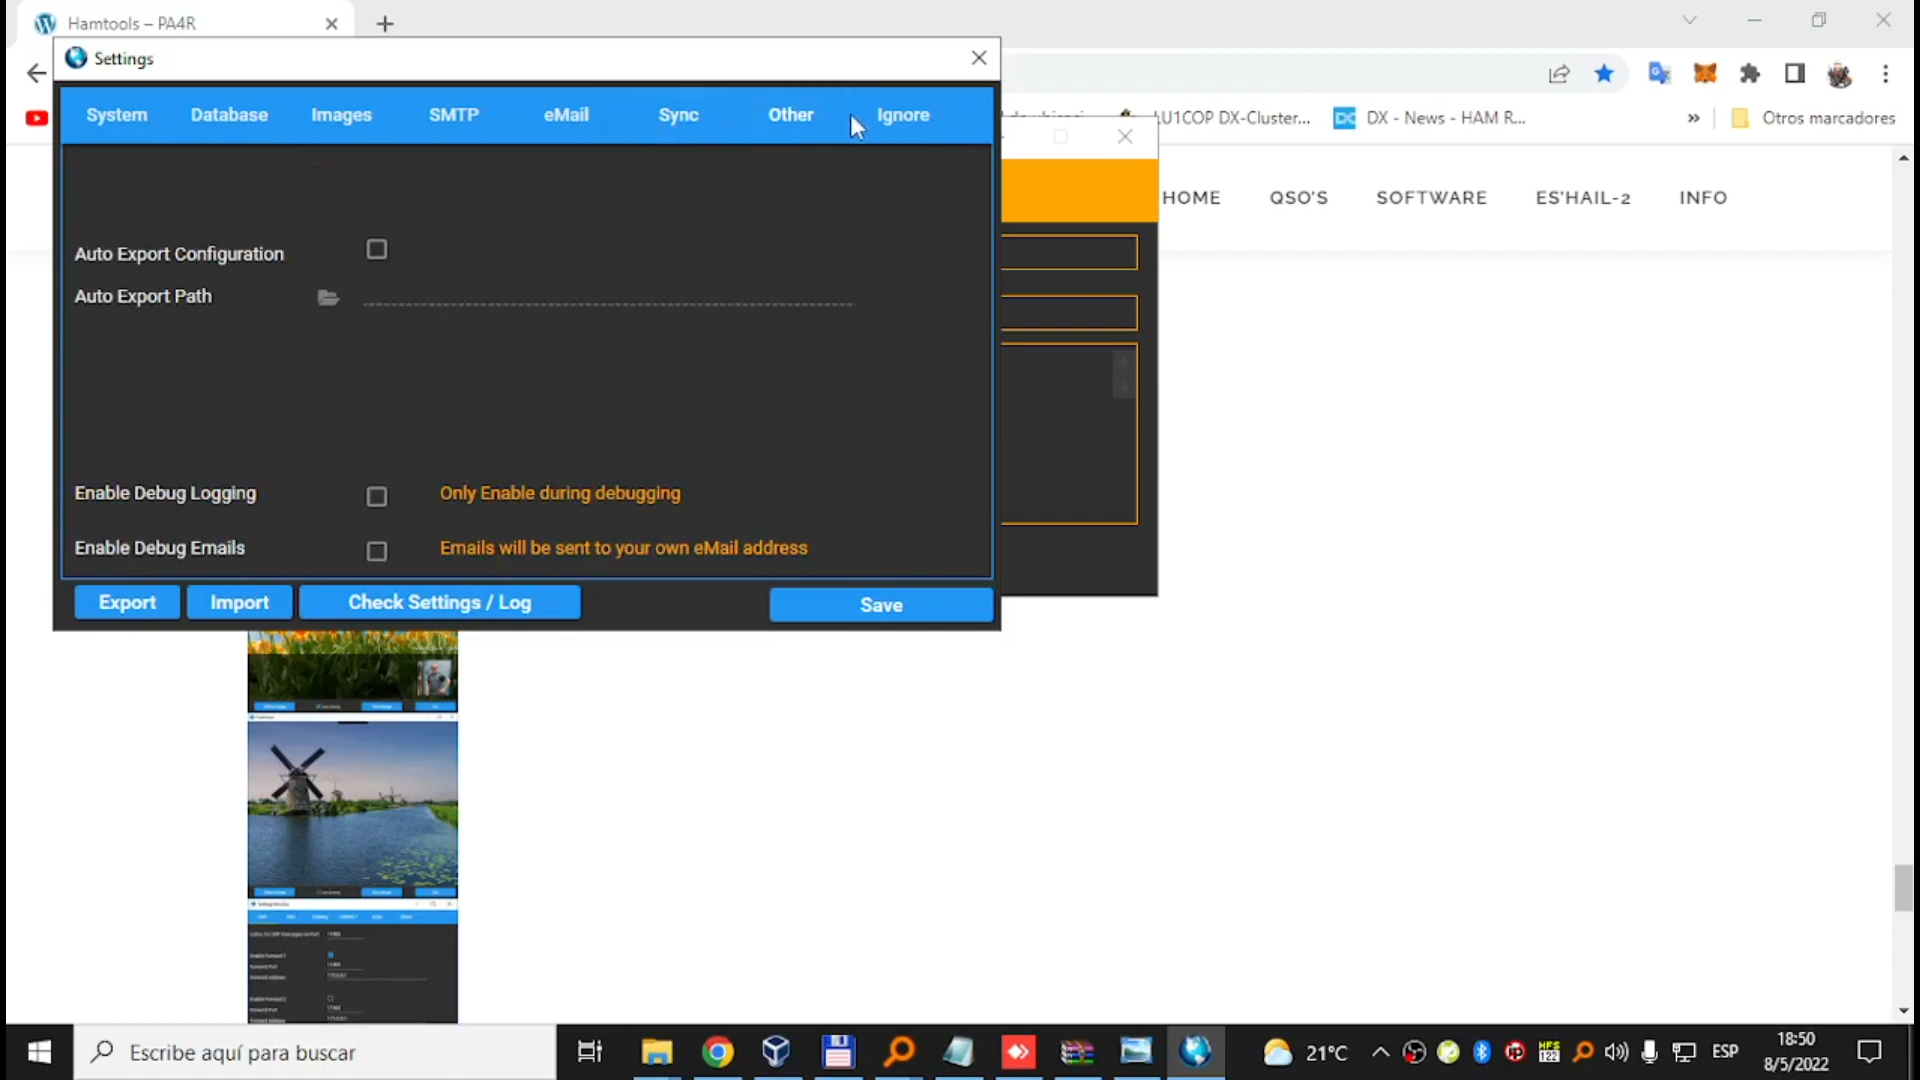 Hamtools – PA4R
Settings
System Database Images SMTP eMail Sync Other Ignore
LU1COP DX-Cluster...
DX - News - HAM R...
»
Otros marcadores
HOME QSO'S SOFTWARE ES'HAIL-2 INFO
Auto Export Configuration
Auto Export Path
Enable Debug Logging Only Enable during debugging
Enable Debug Emails Emails will be sent to your own eMail address
Export Import Check Settings / Log Save
Escribe aquí para buscar
21°C
HFS
122
ESP
18:50
8/5/2022